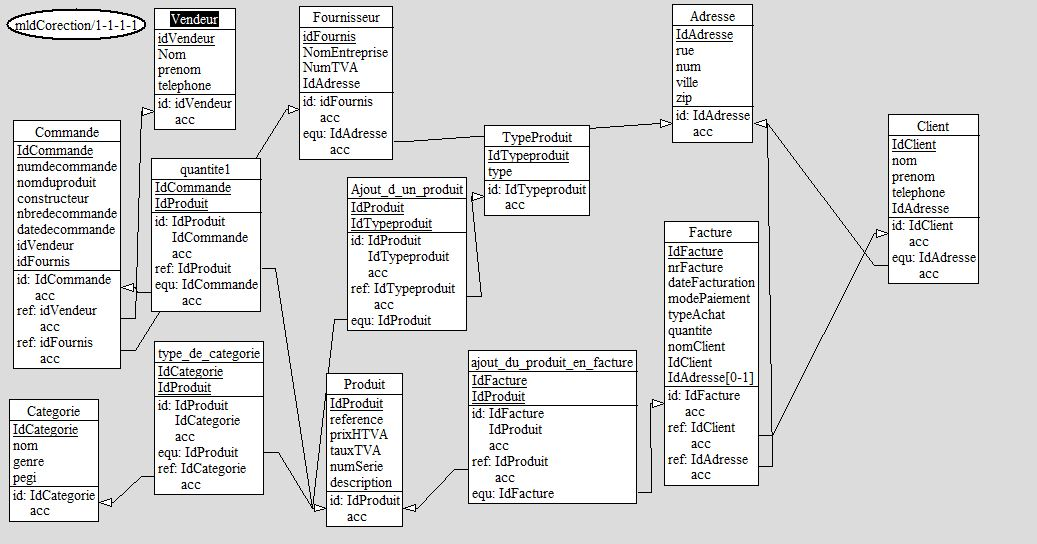 mldCorection/1-1-1-1
Vendeur
idVendeur
Nom
prenom
telephone
id: idVendeur
acc
Fournisseur
idFournis
NomEntreprise
NumTVA
IdAdresse
id: idFournis
acc
equ: IdAdresse
acc
Adresse
IdAdresse
rue
num
ville
zip
id: IdAdresse
acc
Client
IdClient
nom
prenom
telephone
IdAdresse
id: IdClient
acc
equ: IdAdresse
acc
Commande
IdCommande
numdecommande
nomduproduit
constructeur
nbredecommande
datedecommande
idVendeur
idFournis
id: IdCommande
acc
ref: idVendeur
acc
ref: idFournis
acc
quantite1
IdCommande
IdProduit
id: IdProduit
IdCommande
acc
ref: IdProduit
equ: IdCommande
acc
TypeProduit
IdTypeproduit
type
id: IdTypeproduit
acc
Ajout_d_un_produit
IdProduit
IdTypeproduit
id: IdProduit
IdTypeproduit
acc
ref: IdTypeproduit
acc
equ: IdProduit
Facture
IdFacture
nrFacture
dateFacturation
modePaiement
typeAchat
quantite
nomClient
IdClient
IdAdresse[0-1]
id: IdFacture
acc
ref: IdClient
acc
ref: IdAdresse
acc
type_de_categorie
IdCategorie
IdProduit
id: IdProduit
IdCategorie
acc
equ: IdProduit
ref: IdCategorie
acc
Categorie
IdCategorie
nom
genre
pegi
id: IdCategorie
acc
Produit
IdProduit
reference
prixHTVA
tauxTVA
numSerie
description
id: IdProduit
acc
ajout_du_produit_en_facture
IdFacture
IdProduit
id: IdFacture
IdProduit
acc
ref: IdProduit
acc
equ: IdFacture